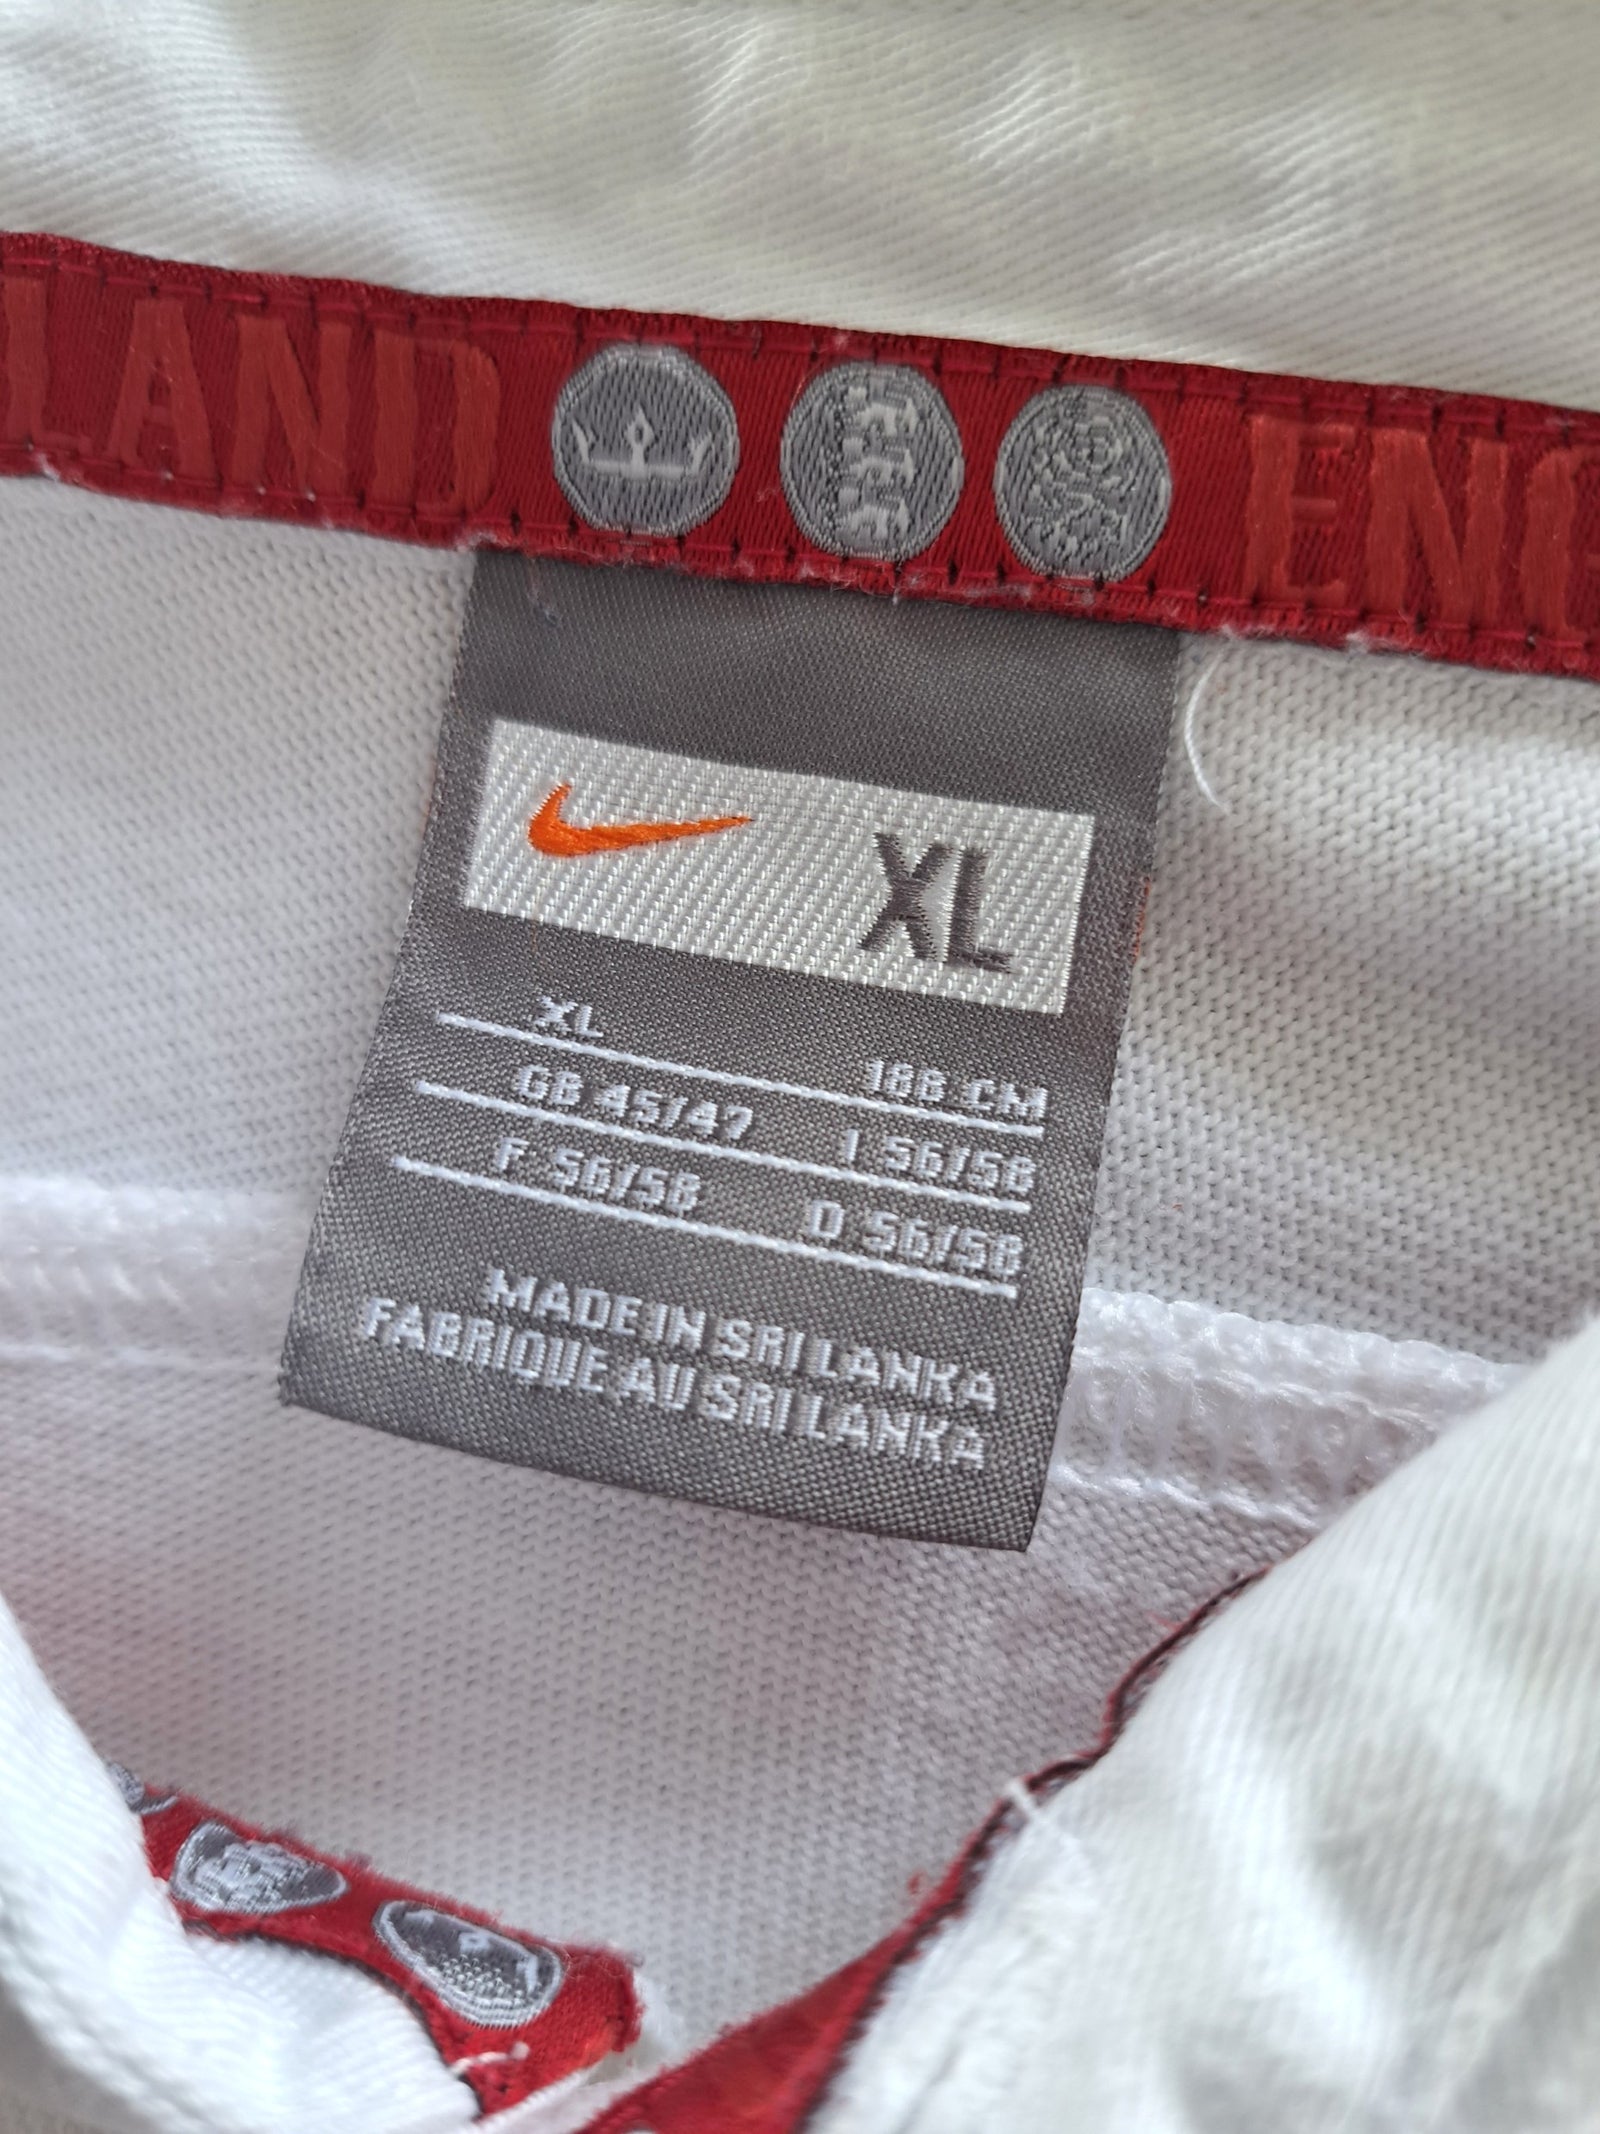 LAND ENG
XL
XL 188 CM
GB 45/47 I 56/58
F 56/58 D 56/58
MADE IN SRI LANKA
FABRIQUE AU SRI LANKA